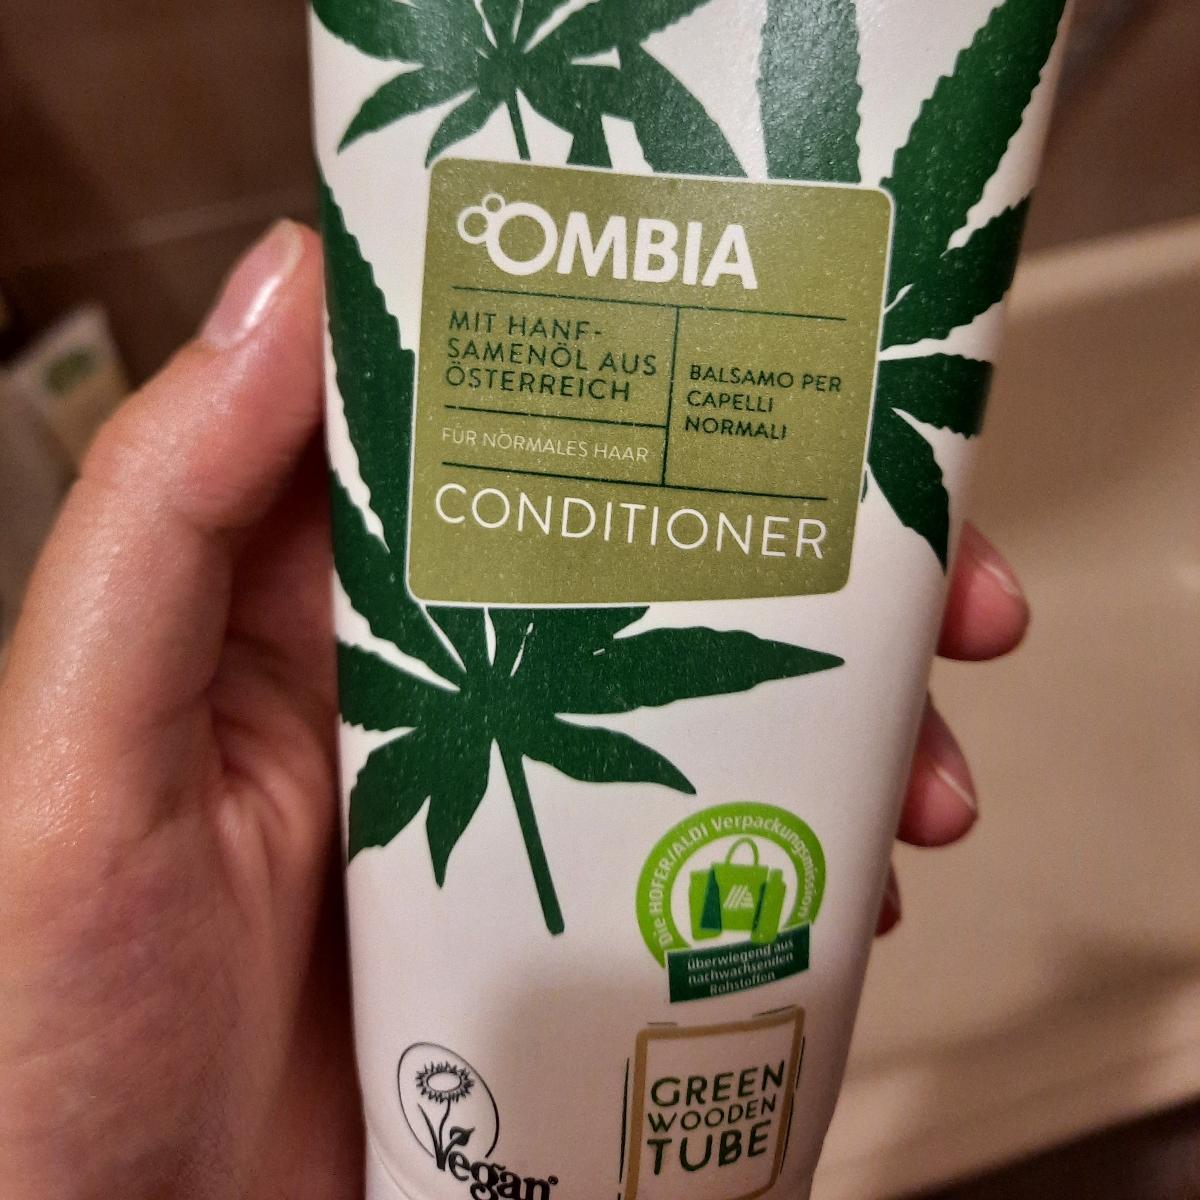 OMBIA
MIT HANF-
SAMENÖL AUS
ÖSTERREICH
FÜR NORMALES HAAR
BALSAMO PER
CAPELLI
NORMALI
CONDITIONER
Die HOFER/ALDI Verpackungsmission
überwiegend aus
nachwachsenden
Rohstoffen
Vegan
GREEN
WOODEN
TUBE